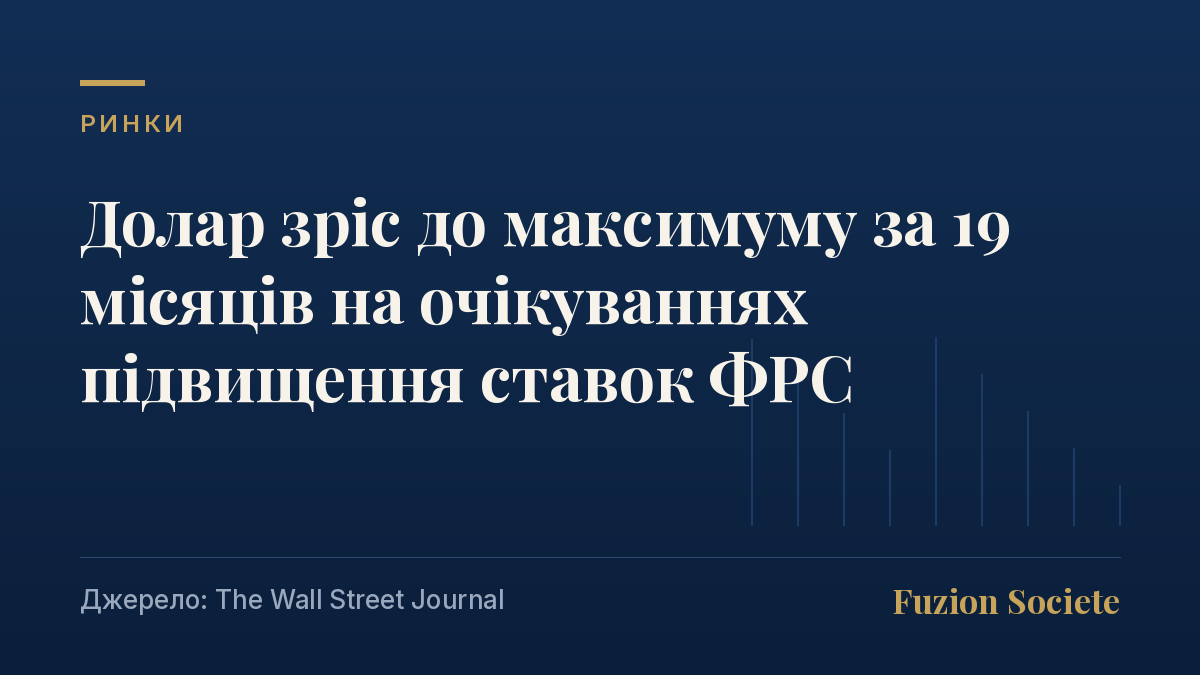 РИНКИ
Долар зріс до максимуму за 19
місяців на очікуваннях
підвищення ставок ФРС
Джерело: The Wall Street Journal
Fuzion Societe